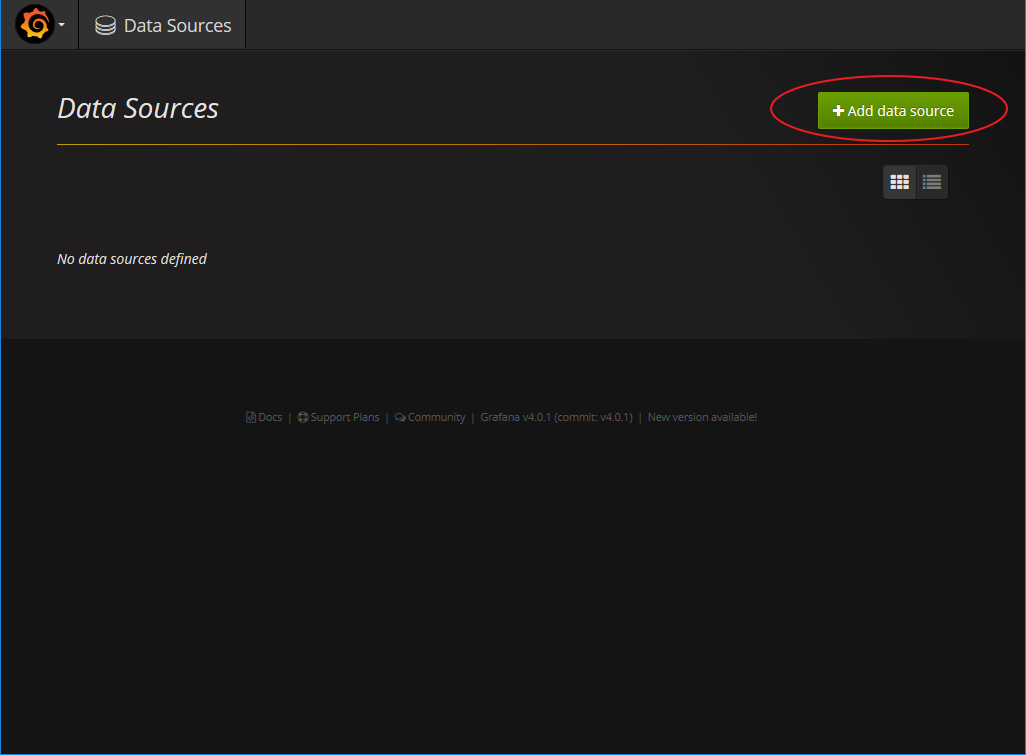 Data Sources
Data Sources
Add data source
No data sources defined
Docs | Support Plans | Community | Grafana v4.0.1 (commit: v4.0.1) | New version available!